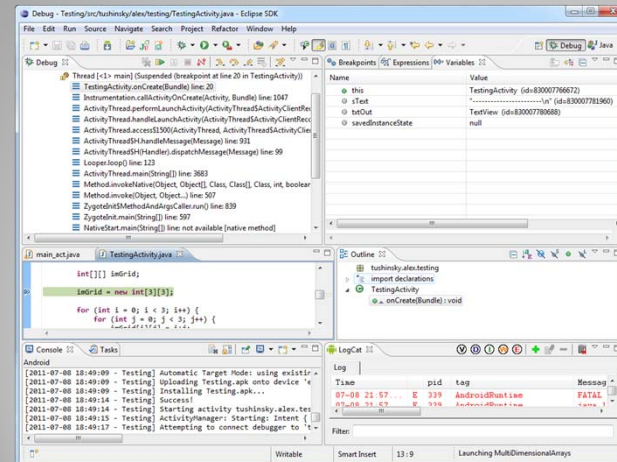 Debug - Testing/src/tushinsky/alex/testing/TestingActivity.java - Eclipse SDK
File Edit Run Source Navigate Search Project Refactor Window Help
Debug Java
Debug
Thread [<1> main] (Suspended (breakpoint at line 20 in TestingActivity))
TestingActivity.onCreate(Bundle) line: 20
Instrumentation.callActivityOnCreate(Activity, Bundle) line: 1047
ActivityThread.performLaunchActivity(ActivityThread$ActivityClientRec
ActivityThread.handleLaunchActivity(ActivityThread$ActivityClientReco
ActivityThread.access$1500(ActivityThread, ActivityThread$ActivityClie
ActivityThread$H.handleMessage(Message) line: 931
ActivityThread$H(Handler).dispatchMessage(Message) line: 99
Looper.loop() line: 123
ActivityThread.main(String[]) line: 3683
Method.invokeNative(Object, Object[], Class, Class[], Class, int, boolean
Method.invoke(Object, Object...) line: 507
ZygoteInit$MethodAndArgsCaller.run() line: 839
ZygoteInit.main(String[]) line: 597
NativeStart.main(String[]) line: not available [native method]
Breakpoints Expressions Variables
Name Value
this TestingActivity (id=830007766672)
sText (id=830007781960)
txtOut TextView (id=830007780688)
savedInstanceState null
main_act.java TestingActivity.java
int[][] imGrid;
imGrid = new int[3][3];
for (int i = 0; i < 3; i++) {
for (int j = 0; j < 3; j++) {
Outline
tushinsky.alex.testing
import declarations
TestingActivity
onCreate(Bundle) : void
Console Tasks
Android
[2011-07-08 18:49:09 - Testing] Automatic Target Mode: using existin
[2011-07-08 18:49:09 - Testing] Uploading Testing.apk onto device 'e
[2011-07-08 18:49:09 - Testing] Installing Testing.apk...
[2011-07-08 18:49:14 - Testing] Success!
[2011-07-08 18:49:14 - Testing] Starting activity tushinsky.alex.tes
[2011-07-08 18:49:15 - Testing] ActivityManager: Starting: Intent {
[2011-07-08 18:49:17 - Testing] Attempting to connect debugger to 't
LogCat
V D I W E
Log
Time pid tag Messag
07-08 21:57... E 339 AndroidRuntime FATAL
07-08 21:57 E 339 AndroidRuntime
Filter:
Writable Smart Insert 13 : 9 Launching MultiDimensionalArrays